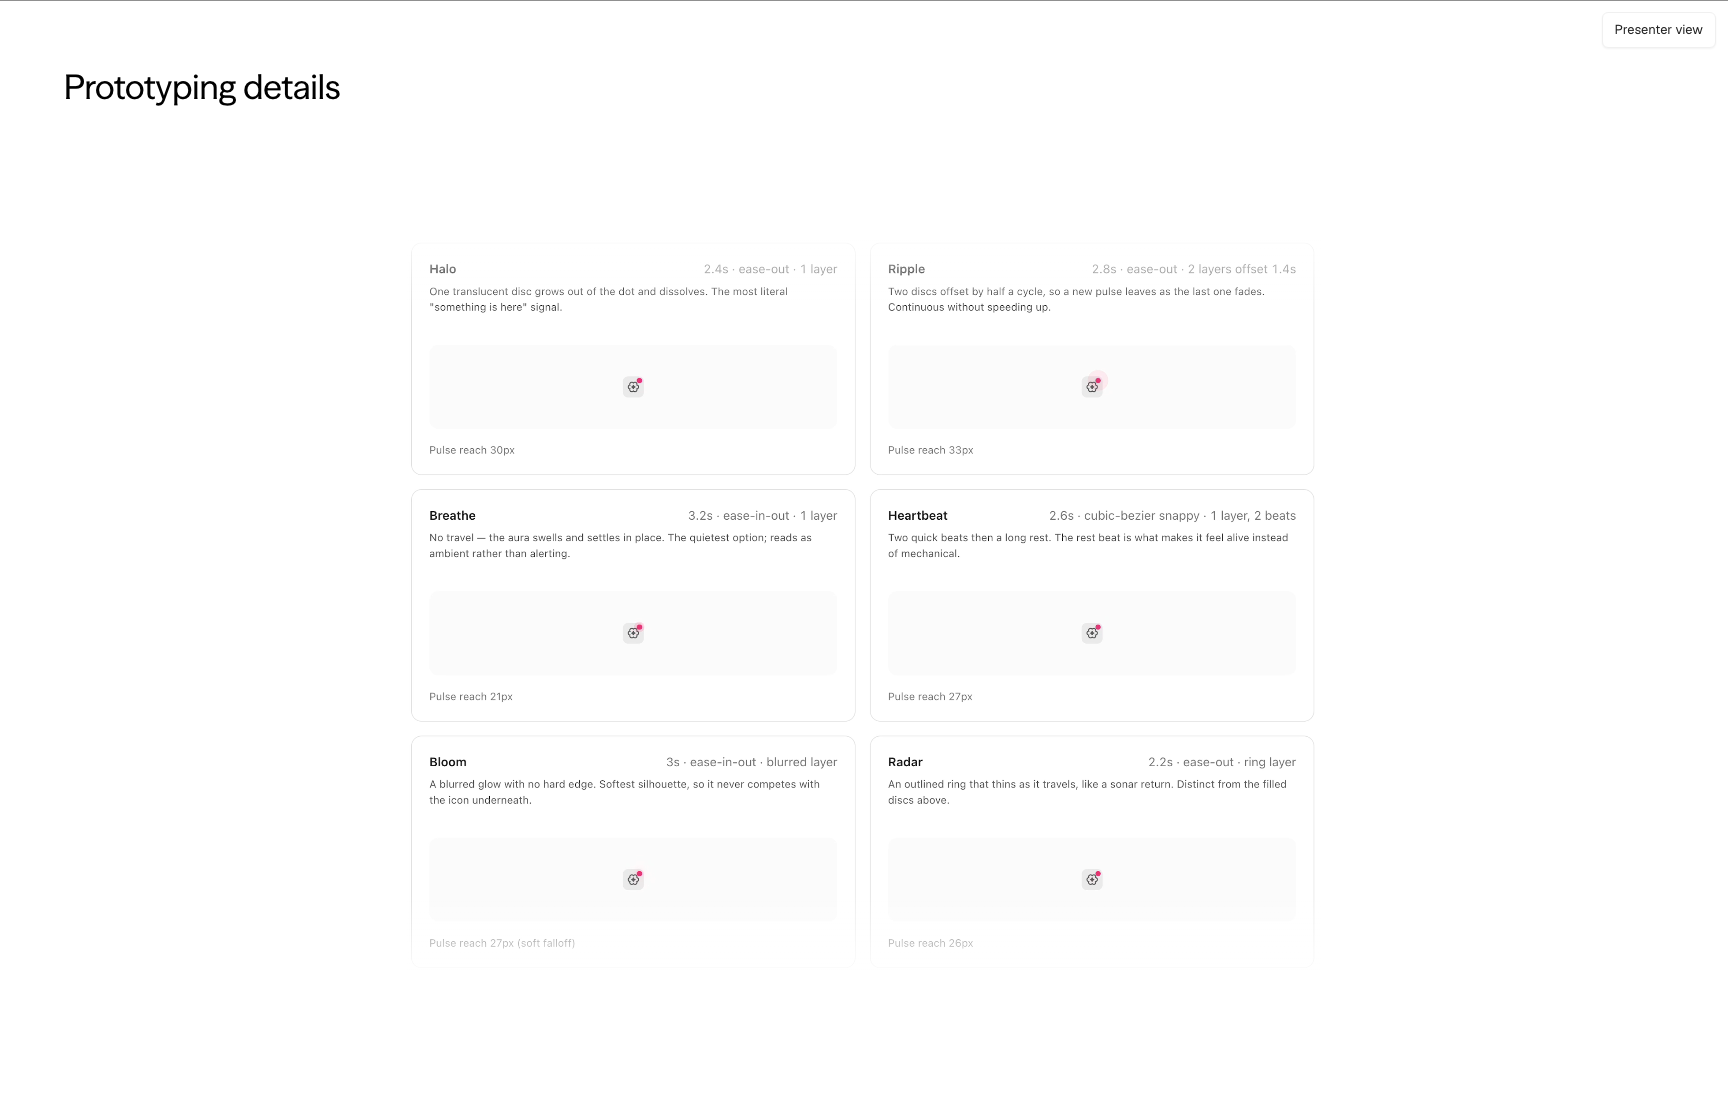 Presenter view
Prototyping details
Halo
2.4s · ease-out · 1 layer
One translucent disc grows out of the dot and dissolves. The most literal
"something is here" signal.
Pulse reach 30px
Ripple
2.8s · ease-out · 2 layers offset 1.4s
Two discs offset by half a cycle, so a new pulse leaves as the last one fades.
Continuous without speeding up.
Pulse reach 33px
Breathe
3.2s · ease-in-out · 1 layer
No travel — the aura swells and settles in place. The quietest option; reads as
ambient rather than alerting.
Pulse reach 21px
Heartbeat
2.6s · cubic-bezier snappy · 1 layer, 2 beats
Two quick beats then a long rest. The rest beat is what makes it feel alive instead
of mechanical.
Pulse reach 27px
Bloom
3s · ease-in-out · blurred layer
A blurred glow with no hard edge. Softest silhouette, so it never competes with
the icon underneath.
Pulse reach 27px (soft falloff)
Radar
2.2s · ease-out · ring layer
An outlined ring that thins as it travels, like a sonar return. Distinct from the filled
discs above.
Pulse reach 26px